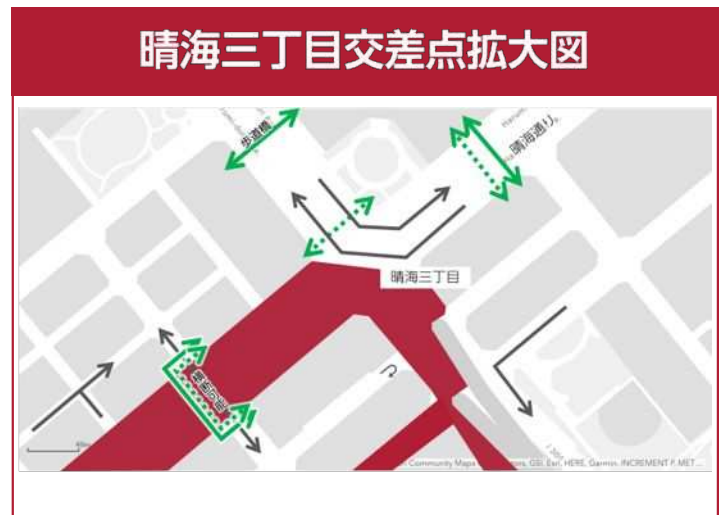 晴海三丁目交差点拡大図
歩道橋
晴海通り
晴海三丁目
Community Maps
GSI, Esri, HERE, Garmin, INCREMENT P, MET...